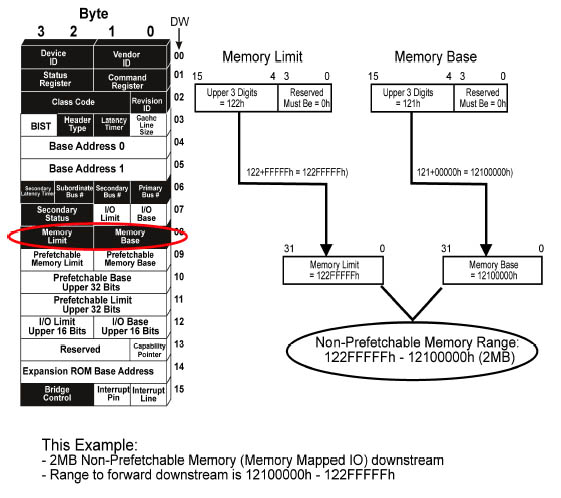 Byte
3 2 1 0 DW
Device ID
Vendor ID
00
Status Register
Command Register
01
Class Code
Revision ID
02
BIST
Header Type
Latency Timer
Cache Line Size
03
Base Address 0
04
Base Address 1
05
Secondary Latency Timer
Subordinate Bus #
Secondary Bus #
Primary Bus #
06
Secondary Status
I/O Limit
I/O Base
07
Memory Limit
Memory Base
08
Prefetchable Memory Limit
Prefetchable Memory Base
09
Prefetchable Base Upper 32 Bits
10
Prefetchable Limit Upper 32 Bits
11
I/O Limit Upper 16 Bits
I/O Base Upper 16 Bits
12
Reserved
Capability Pointer
13
Expansion ROM Base Address
14
Bridge Control
Interrupt Pin
Interrupt Line
15
Memory Limit
15 4 3 0
Upper 3 Digits = 122h
Reserved Must Be = 0h
122+FFFFFh = 122FFFFFh)
31 0
Memory Limit =122FFFFFh
Memory Base
15 4 3 0
Upper 3 Digits = 121h
Reserved Must Be = 0h
121+00000h = 12100000h)
31 0
Memory Base = 12100000h
Non-Prefetchable Memory Range:
122FFFFFh - 12100000h (2MB)
This Example:
- 2MB Non-Prefetchable Memory (Memory Mapped IO) downstream
- Range to forward downstream is 12100000h - 122FFFFFh